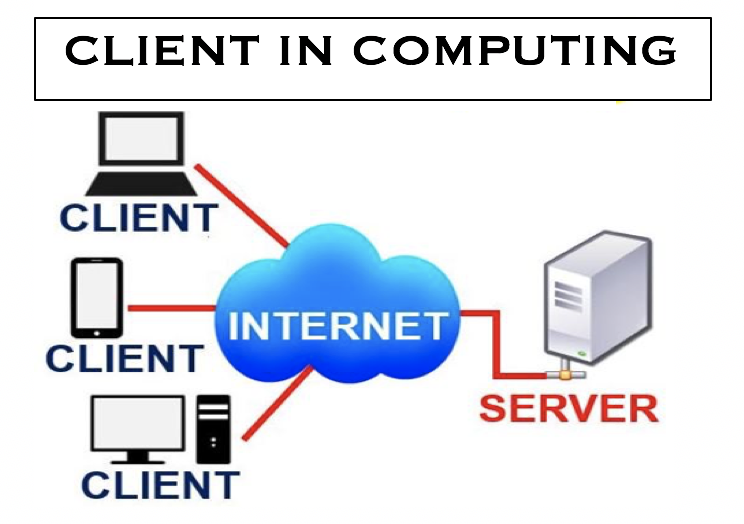 CLIENT IN COMPUTING
CLIENT
CLIENT
INTERNET
SERVER
CLIENT